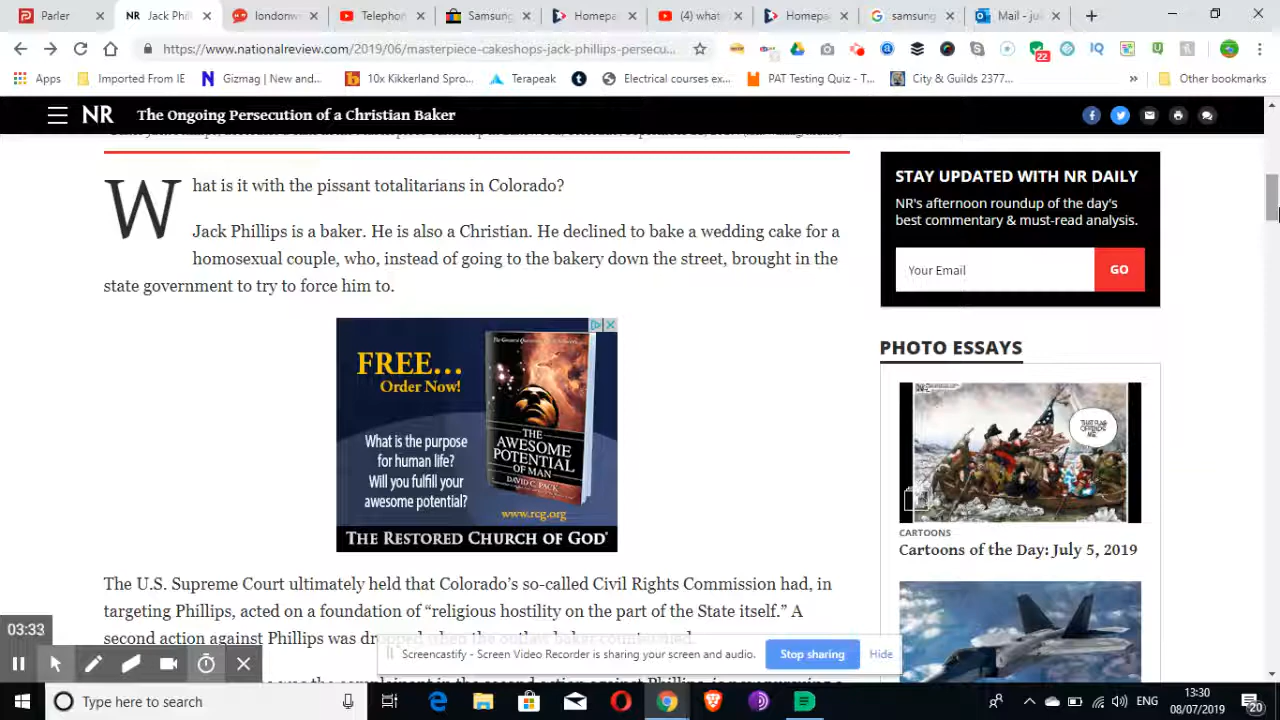 Parler
Jack Phil
londonw
Telephon
Samsung
Homepa
(4) what
Homepa
samsung
Mail - ju
https://www.nationalreview.com/2019/06/masterpiece-cakeshops-jack-phillips-persecu...
22
Apps
Imported From IE
Gizmag | New and...
10x Kikkerland Spro...
Terapeak
Electrical courses ex...
PAT Testing Quiz - T...
City & Guilds 2377...
Other bookmarks
NR
The Ongoing Persecution of a Christian Baker
What is it with the pissant totalitarians in Colorado?
Jack Phillips is a baker. He is also a Christian. He declined to bake a wedding cake for a
homosexual couple, who, instead of going to the bakery down the street, brought in the
state government to try to force him to.
FREE...
Order Now!
What is the purpose
for human life?
Will you fulfill your
awesome potential?
THE
AWESOME
POTENTIAL
OF MAN
DAVID C. PACK
www.rcg.org
THE RESTORED CHURCH OF GOD
The U.S. Supreme Court ultimately held that Colorado's so-called Civil Rights Commission had, in
targeting Phillips, acted on a foundation of “religious hostility on the part of the State itself.” A
second action against Phillips was dropped when the outlaw baker countersued.
STAY UPDATED WITH NR DAILY
NR's afternoon roundup of the day's
best commentary & must-read analysis.
Your Email
GO
PHOTO ESSAYS
CARTOONS
Cartoons of the Day: July 5, 2019
03:33
Screencastify - Screen Video Recorder is sharing your screen and audio.
Stop sharing
Hide
Type here to search
ENG
13:30
08/07/2019
20